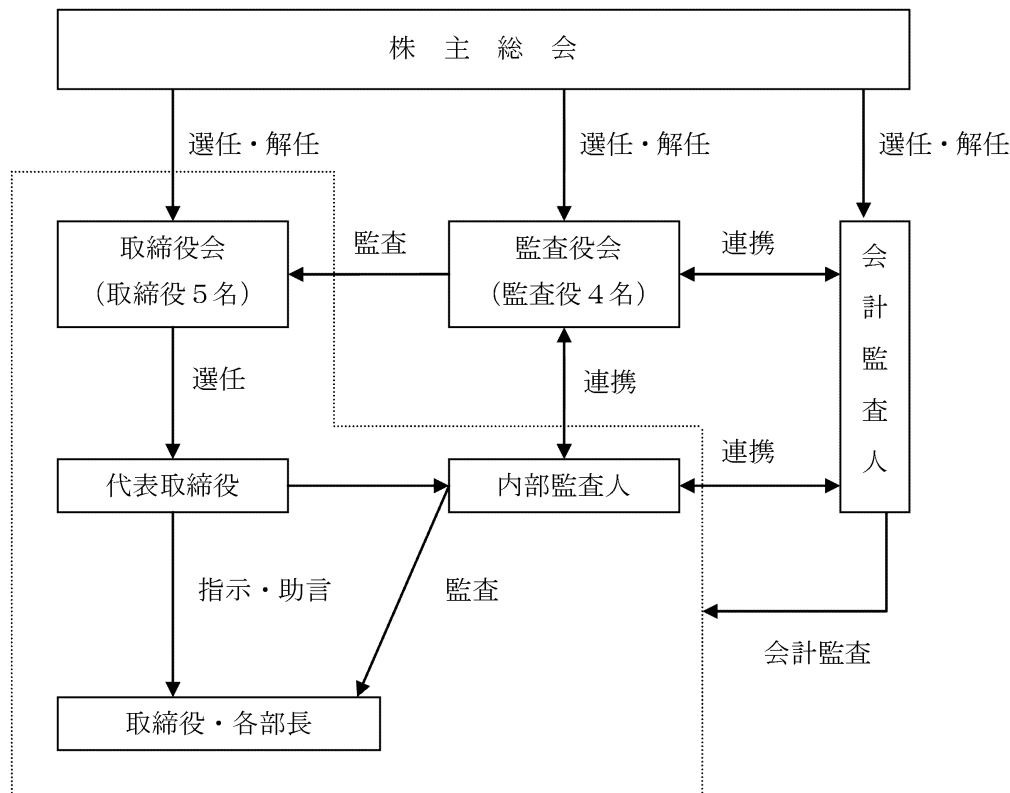 株 主 総 会
選任・解任
選任・解任
選任・解任
取締役会
（取締役５名）
監査
監査役会
（監査役４名）
連携
会計監査人
選任
連携
代表取締役
内部監査人
連携
指示・助言
監査
会計監査
取締役・各部長